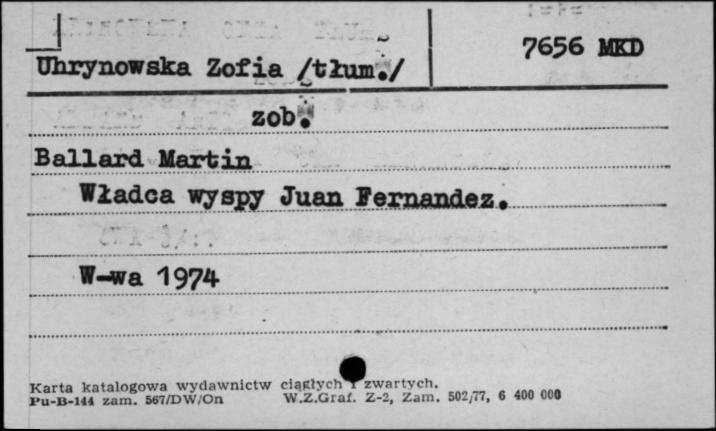 7656 MKD
Uhrynowska Zofia /tłum./
zob.
Ballard Martin
Władca wyspy Juan Fernandez.
W-wa 1974
Karta katalogowa wydawnictw ciągłych i zwartych.
Pu-B-144 zam. 567/DW/On W.Z.Graf. Z-2, Zam. 502/77, 6 400 000